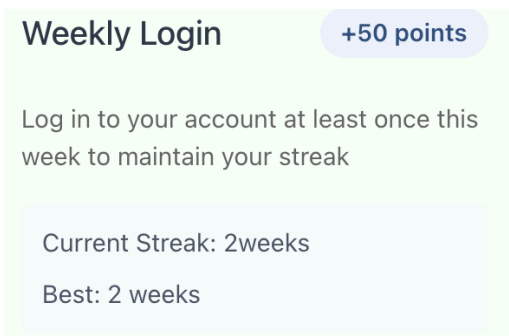 Weekly Login
+50 points
Log in to your account at least once this
week to maintain your streak
Current Streak: 2weeks
Best: 2 weeks